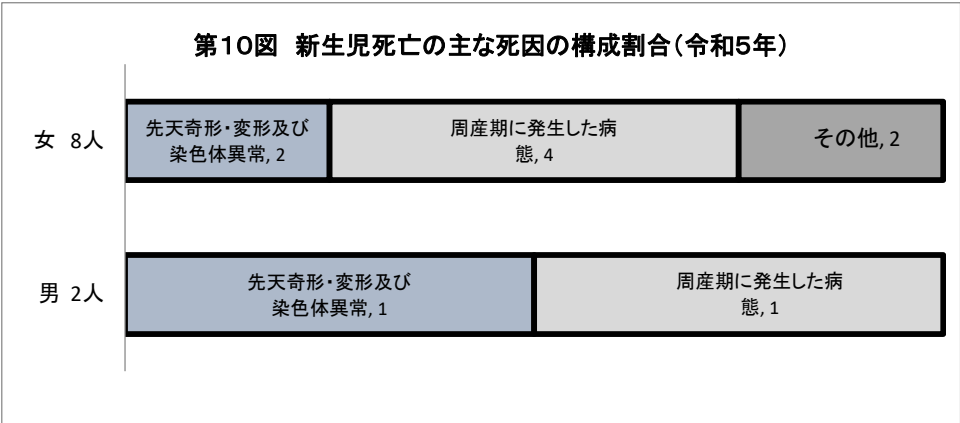 第10図 新生児死亡の主な死因の構成割合(令和5年)
女 8人
先天奇形・変形及び
染色体異常, 2
周産期に発生した病
態, 4
その他, 2
男 2人
先天奇形・変形及び
染色体異常, 1
周産期に発生した病
態, 1